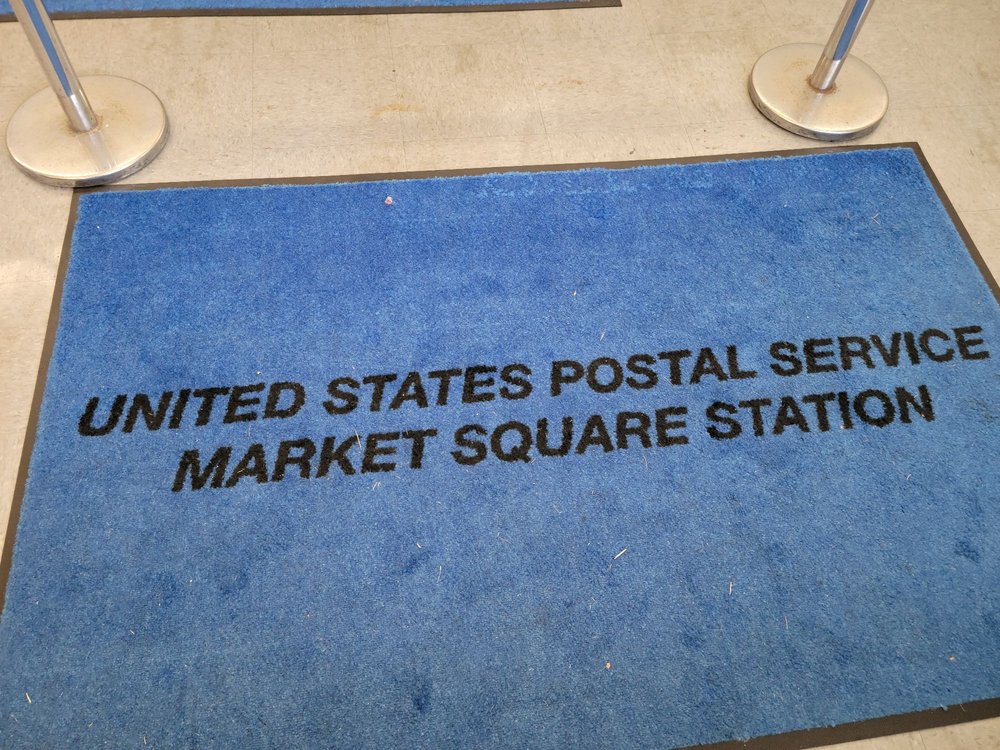 UNITED STATES POSTAL SERVICE
MARKET SQUARE STATION